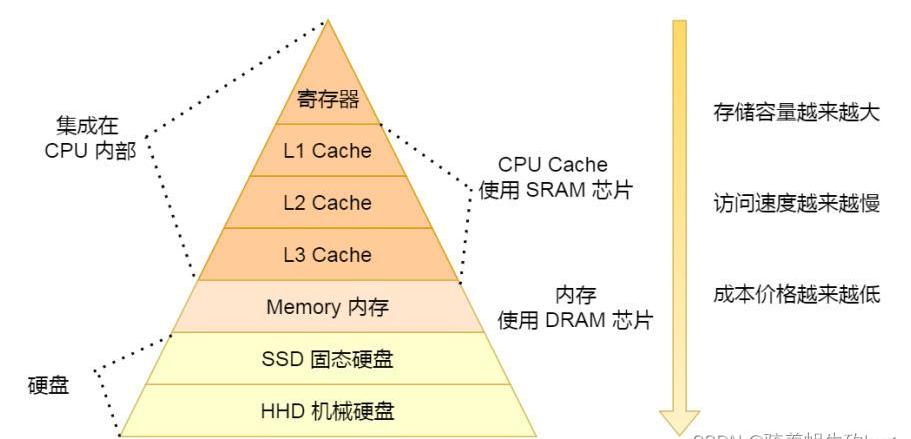 寄存器
L1 Cache
L2 Cache
L3 Cache
Memory 内存
SSD 固态硬盘
HHD 机械硬盘
集成在
CPU 内部
硬盘
CPU Cache
使用 SRAM 芯片
内存
使用 DRAM 芯片
存储容量越来越大
访问速度越来越慢
成本价格越来越低